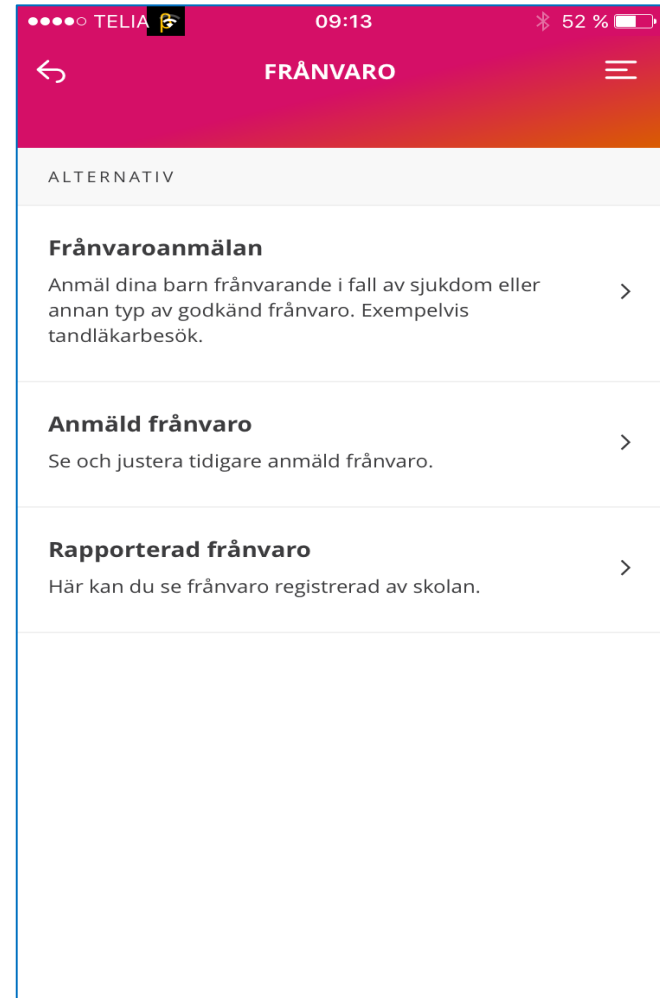 TELIA β 09:13 52 %
FRÅNVARO
ALTERNATIV
Frånvaroanmälan
Anmäl dina barn frånvarande i fall av sjukdom eller
annan typ av godkänd frånvaro. Exempelvis
tandläkarbesök.
Anmäld frånvaro
Se och justera tidigare anmäld frånvaro.
Rapporterad frånvaro
Här kan du se frånvaro registrerad av skolan.